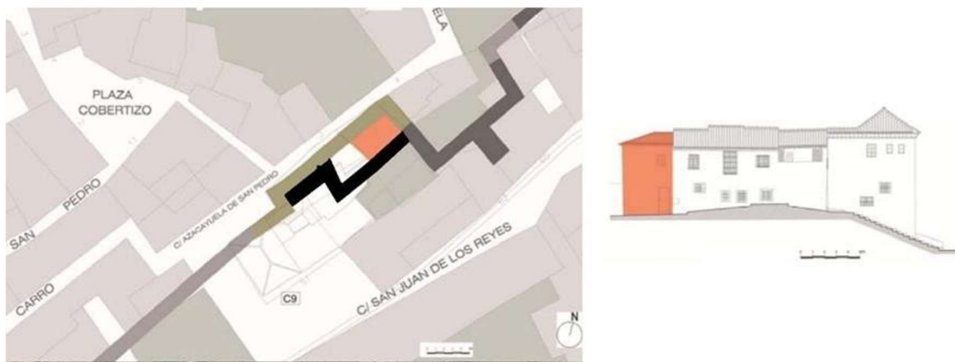 ELA
PLAZA
COBERTIZO
SAN
PEDRO
C/ AZACAYUELA DE SAN PEDRO
CARRO
C9
C/ SAN JUAN DE LOS REYES
N